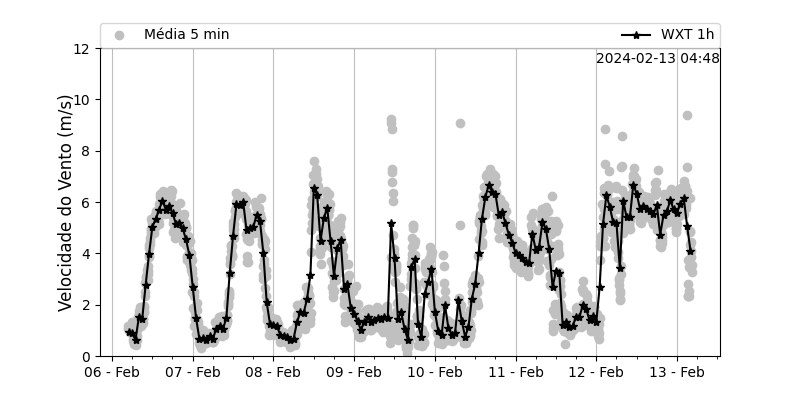 Média 5 min
WXT 1h
2024-02-13 04:48
Velocidade do Vento (m/s)
12
10
8
6
4
2
0
06 - Feb
07 - Feb
08 - Feb
09 - Feb
10 - Feb
11 - Feb
12 - Feb
13 - Feb